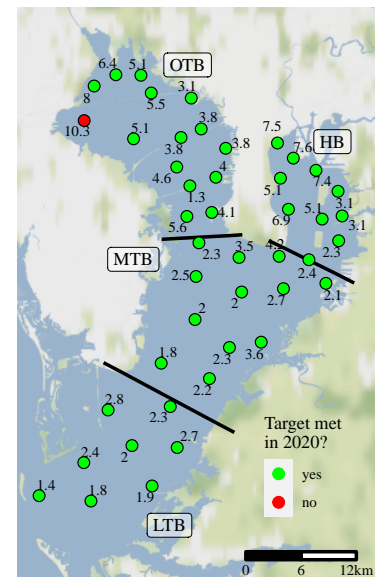 6.4 5.1
OTB
8
5.5 3.1
10.3 5.1 3.8
3.8 3.8
7.5
HB
7.6
4.6 4
5.1 7.4
1.3
4.1
6.9 5.1 3.1
5.6
3.1
MTB
2.3 3.5 4.2 2.3
2.4
2.5
2 2.7 2.1
2
2.3 3.6
1.8
2.2
2.8 2.3
Target met
in 2020?
2.4 2 2.7
yes
1.4 1.8 1.9
no
LTB
0 6 12km